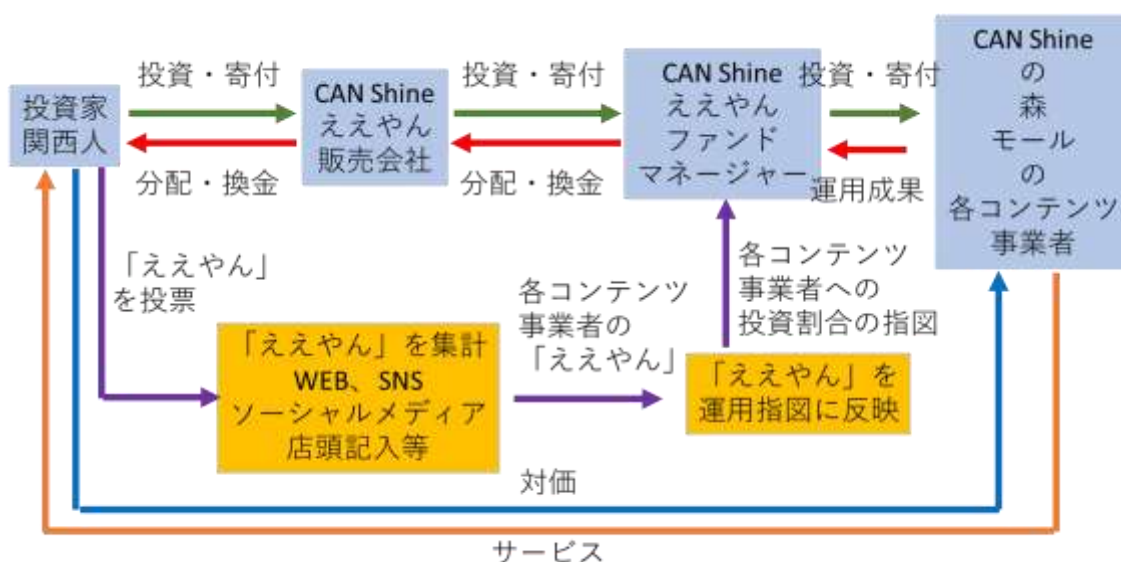 投資家
関西人
投資・寄付
分配・換金
CAN Shine
ええやん
販売会社
投資・寄付
分配・換金
CAN Shine
ええやん
ファンド
マネージャー
投資・寄付
運用成果
CAN Shine
の
森
モール
の
各コンテンツ
事業者
「ええやん」
を投票
「ええやん」を集計
WEB、SNS
ソーシャルメディア
店頭記入等
各コンテンツ
事業者の
「ええやん」
各コンテンツ
事業者への
投資割合の指図
「ええやん」を
運用指図に反映
対価
サービス